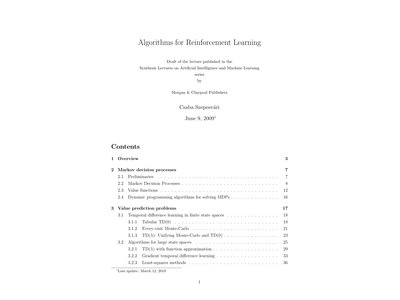 Algorithms for Reinforcement Learning
Draft of the lecture published in the
Synthesis Lectures on Artificial Intelligence and Machine Learning
series
by
Morgan & Claypool Publishers
Csaba Szepesvári
June 9, 2009*
Contents
1 Overview 3
2 Markov decision processes 7
2.1 Preliminaries . . . . . . . . . . . . . . . . . . . . 7
2.2 Markov Decision Processes . . . . . . . . . . . . . . . . . . . . 8
2.3 Value functions . . . . . . . . . . . . . . . . . . . . 12
2.4 Dynamic programming algorithms for solving MDPs . . . . . . . . . . 16
3 Value prediction problems 17
3.1 Temporal difference learning in finite state spaces . . . . . . . . . . 18
3.1.1 Tabular TD(0) . . . . . . . . . . . . . . . . . . . . 18
3.1.2 Every-visit Monte-Carlo . . . . . . . . . . . . . . . . . . . . 21
3.1.3 TD(λ): Unifying Monte-Carlo and TD(0) . . . . . . . . . . 23
3.2 Algorithms for large state spaces . . . . . . . . . . . . . . . 25
3.2.1 TD(λ) with function approximation . . . . . . . . . . . . . . . 29
3.2.2 Gradient temporal difference learning . . . . . . . . . . . . . . . 33
3.2.3 Least-squares methods . . . . . . . . . . . . . . . . . . . . 36
*Last update: March 12, 2019
1